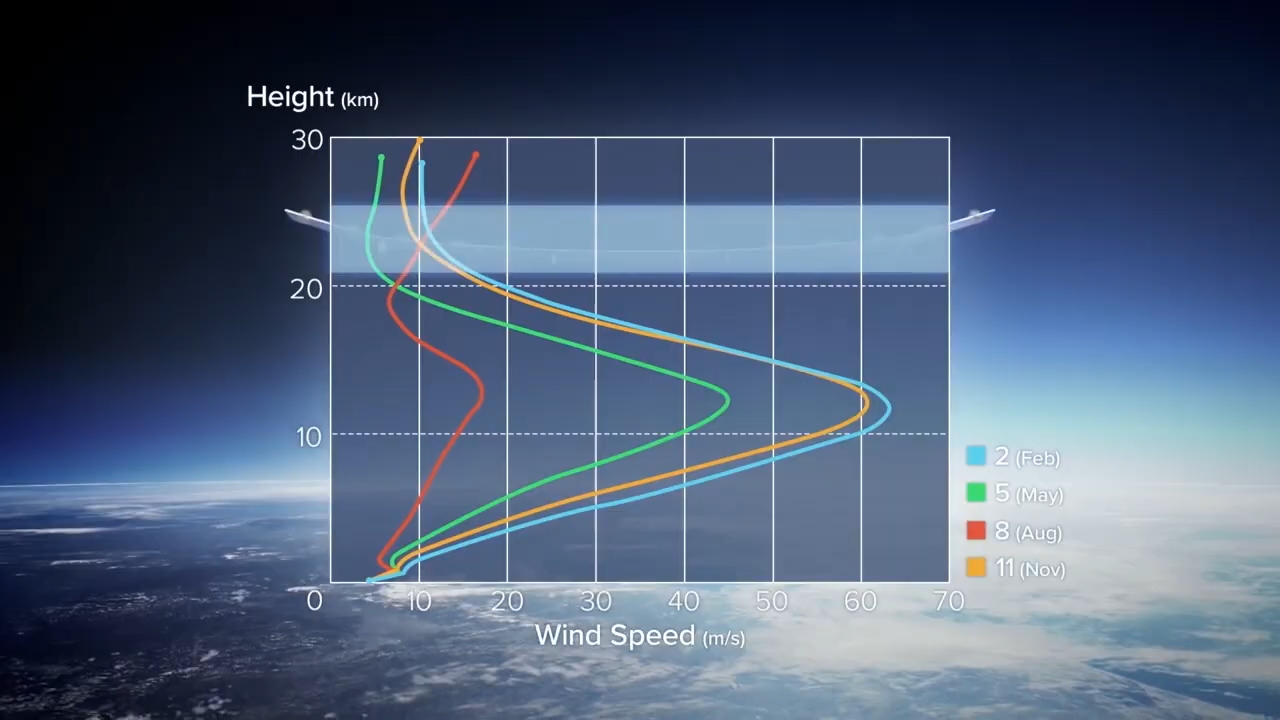 Height (km)
30
20
10
0 10 20 30 40 50 60 70
Wind Speed (m/s)
2 (Feb)
5 (May)
8 (Aug)
11 (Nov)